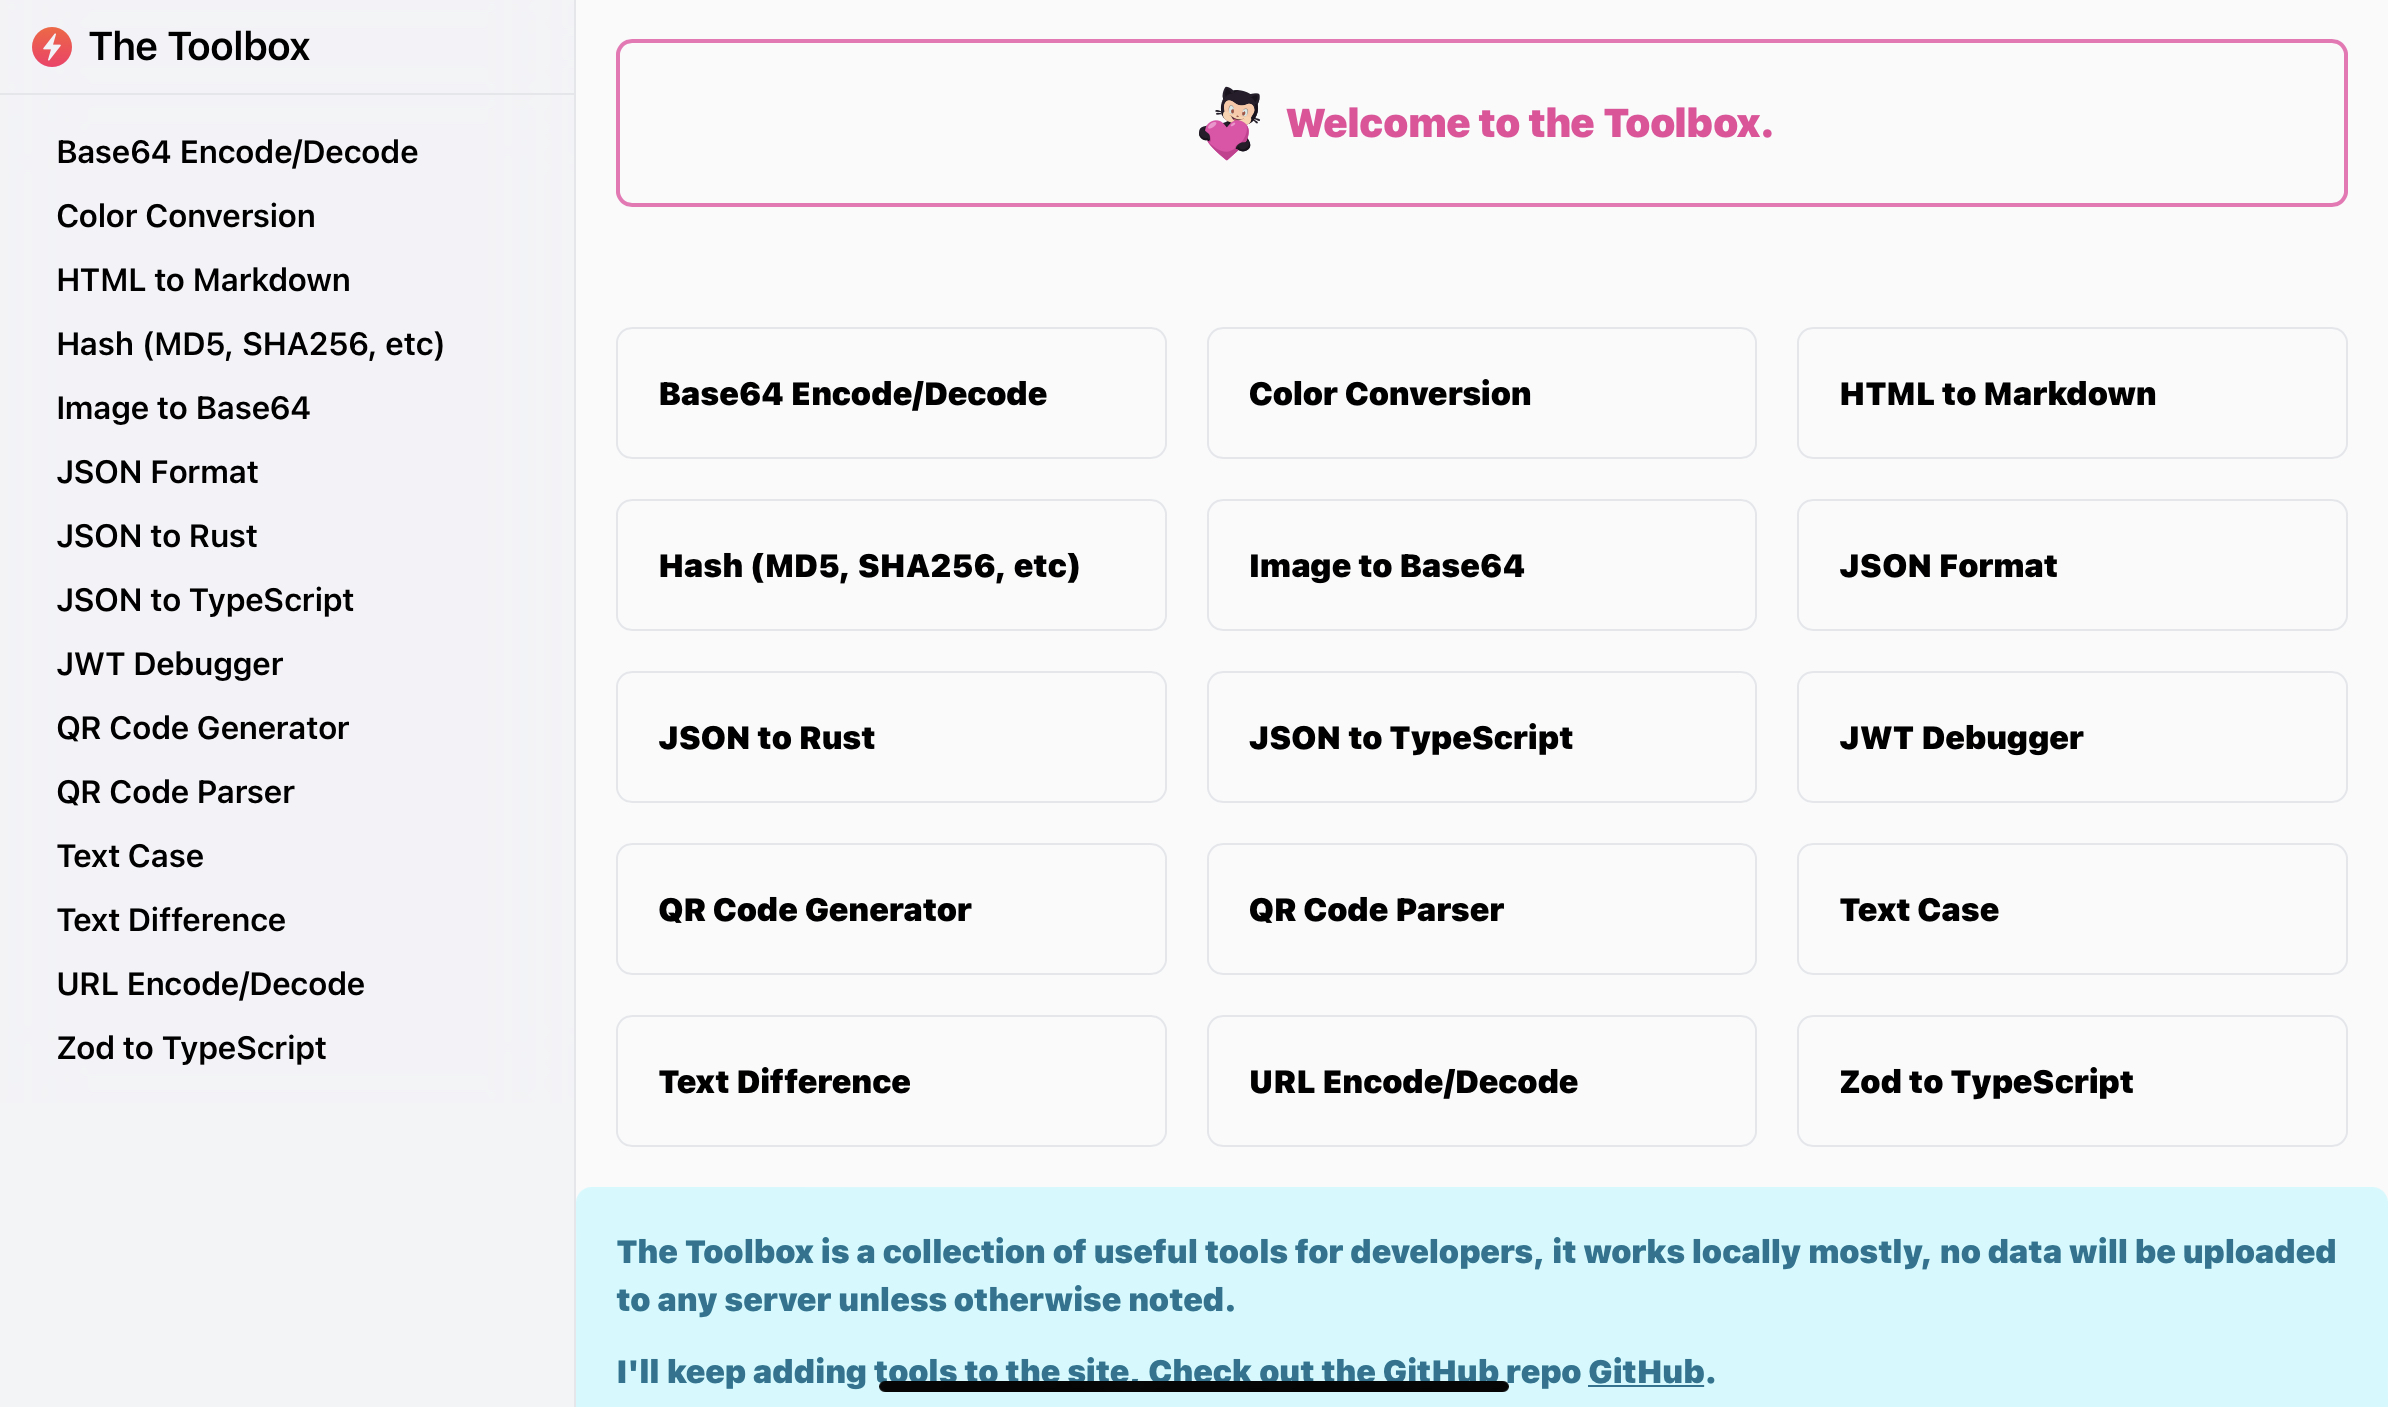 The Toolbox
Base64 Encode/Decode
Color Conversion
HTML to Markdown
Hash (MD5, SHA256, etc)
Image to Base64
JSON Format
JSON to Rust
JSON to TypeScript
JWT Debugger
QR Code Generator
QR Code Parser
Text Case
Text Difference
URL Encode/Decode
Zod to TypeScript
Welcome to the Toolbox.
Base64 Encode/Decode
Color Conversion
HTML to Markdown
Hash (MD5, SHA256, etc)
Image to Base64
JSON Format
JSON to Rust
JSON to TypeScript
JWT Debugger
QR Code Generator
QR Code Parser
Text Case
Text Difference
URL Encode/Decode
Zod to TypeScript
The Toolbox is a collection of useful tools for developers, it works locally mostly, no data will be uploaded
to any server unless otherwise noted.
I'll keep adding tools to the site. Check out the GitHub repo GitHub.